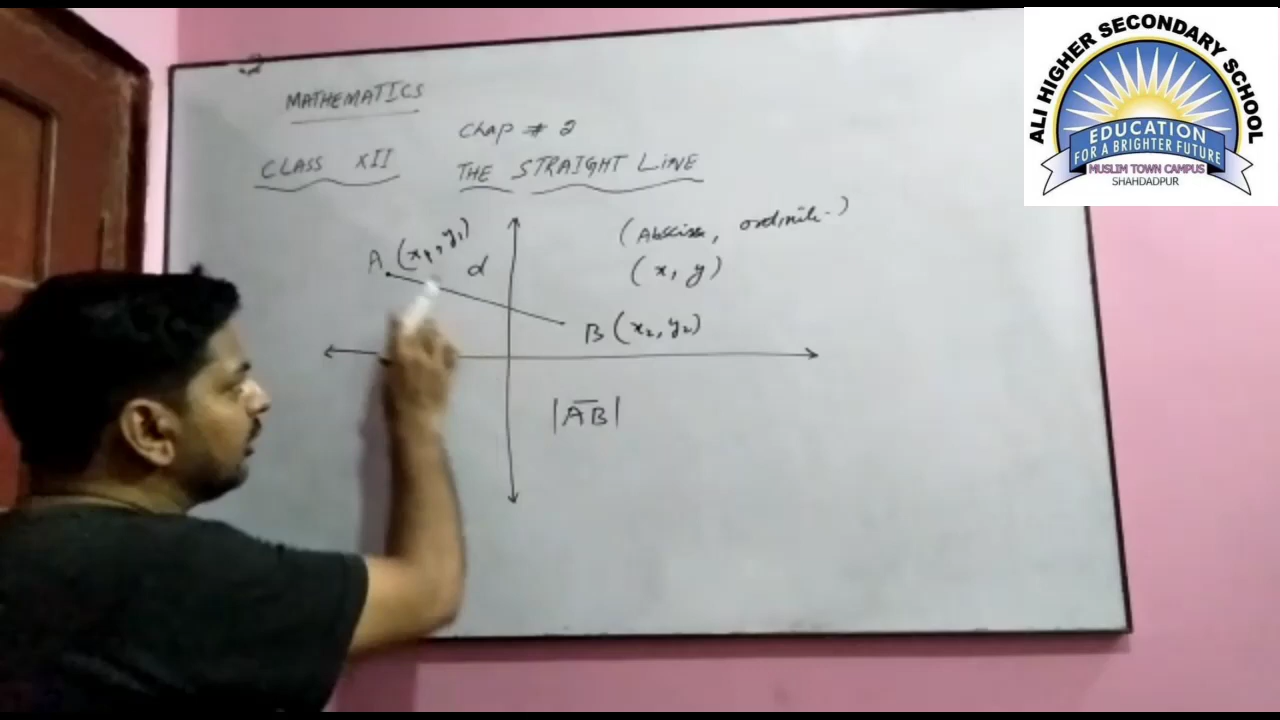 MATHEMATICS
Chap # 2
CLASS XII
THE STRAIGHT LINE
A (x₁, y₁)
d
(Abscissa, ordinate)
(x, y)
B (x₂, y₂)
|A̅B̅|
ALI HIGHER SECONDARY SCHOOL
EDUCATION
FOR A BRIGHTER FUTURE
MUSLIM TOWN CAMPUS
SHAHDADPUR